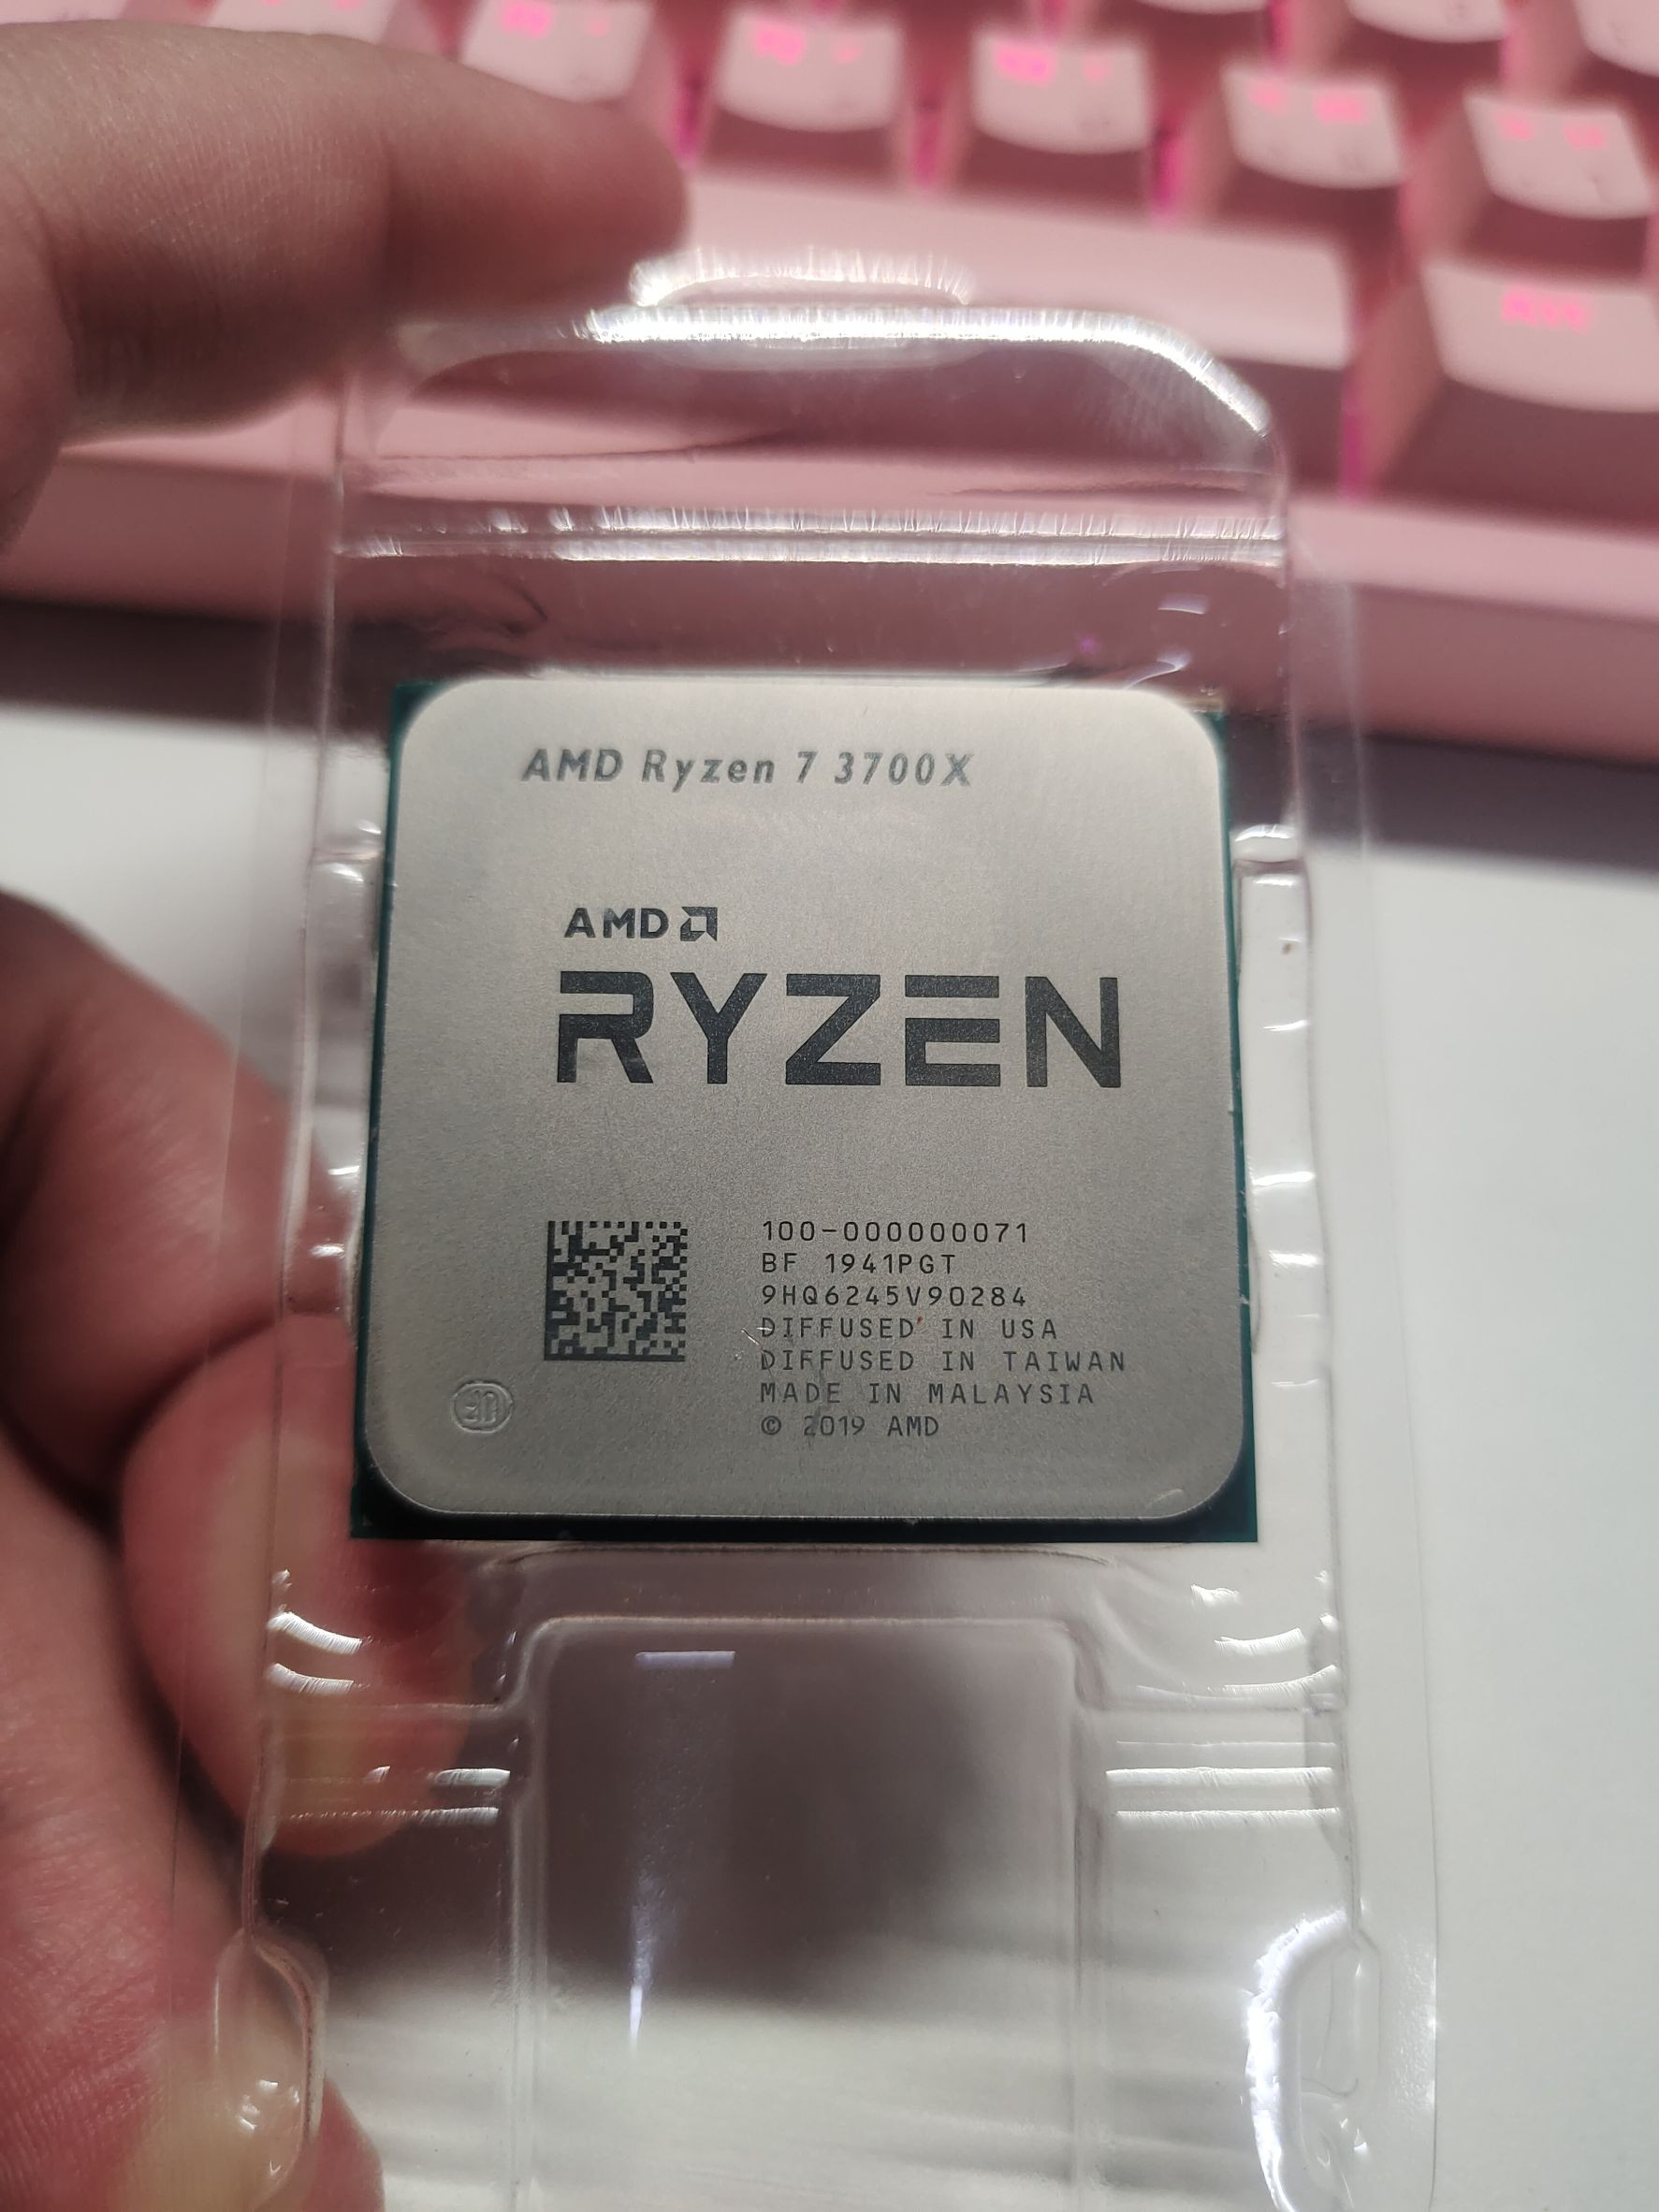 AMD Ryzen 7 3700X
AMD
RYZEN
100-000000071
BF 1941PGT
9HQ6245V90284
DIFFUSED IN USA
DIFFUSED IN TAIWAN
MADE IN MALAYSIA
© 2019 AMD